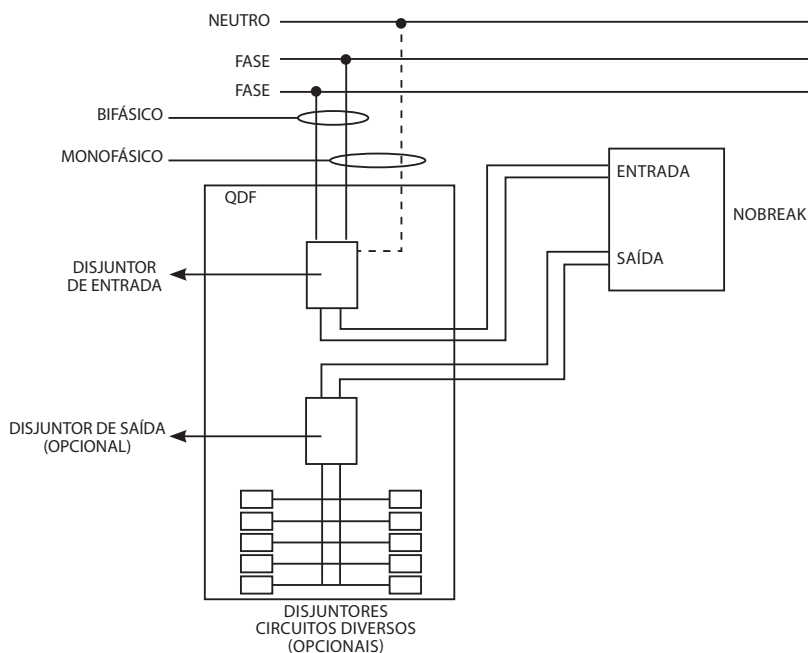 NEUTRO
FASE
FASE
BIFÁSICO
MONOFÁSICO
QDF
ENTRADA
NOBREAK
SAÍDA
DISJUNTOR
DE ENTRADA
DISJUNTOR DE SAÍDA
(OPCIONAL)
DISJUNTORES
CIRCUITOS DIVERSOS
(OPCIONAIS)